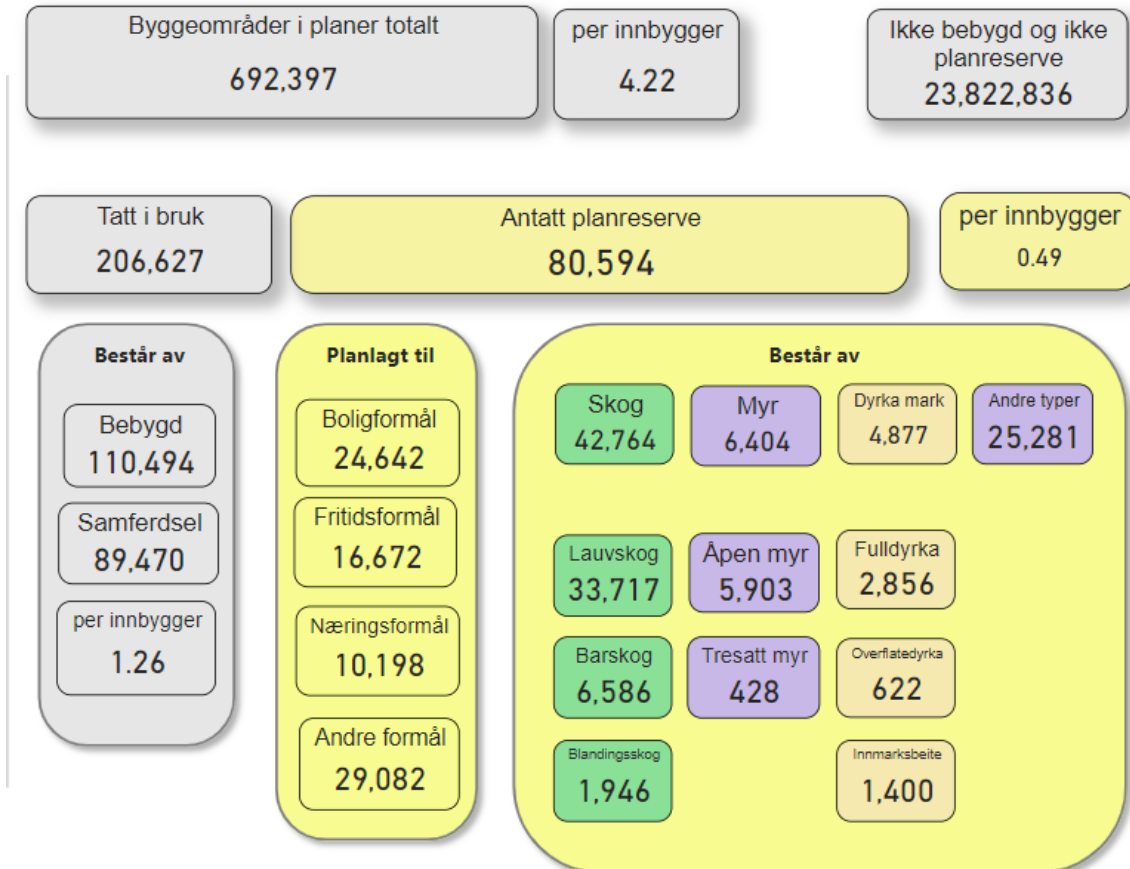 Byggeområder i planer totalt
692,397
per innbygger
4.22
Ikke bebygd og ikke
planreserve
23,822,836
Tatt i bruk
206,627
Antatt planreserve
80,594
per innbygger
0.49
Består av
Bebygd
110,494
Samferdsel
89,470
per innbygger
1.26
Planlagt til
Boligformål
24,642
Fritidsformål
16,672
Næringsformål
10,198
Andre formål
29,082
Består av
Skog
42,764
Myr
6,404
Dyrka mark
4,877
Andre typer
25,281
Lauvskog
33,717
Åpen myr
5,903
Fulldyrka
2,856
Barskog
6,586
Tresatt myr
428
Overflatedyrka
622
Blandingsskog
1,946
Innmarksbeite
1,400